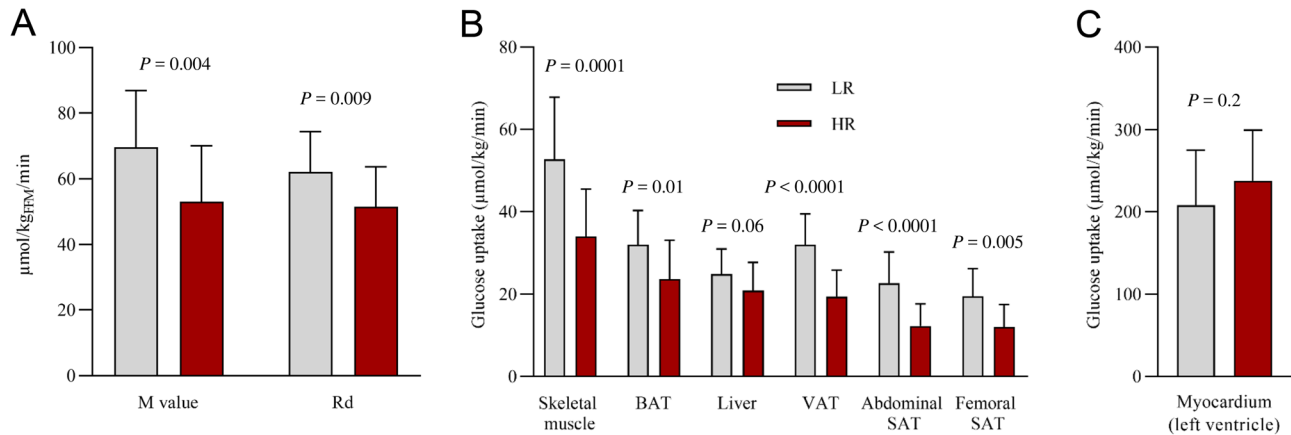 A
μmol/kgFFM/min
100
80
60
40
20
0
P = 0.004
P = 0.009
M value
Rd
B
Glucose uptake (μmol/kg/min)
80
60
40
20
0
P = 0.0001
P = 0.01
P = 0.06
P < 0.0001
P < 0.0001
P = 0.005
LR
HR
Skeletal
muscle
BAT
Liver
VAT
Abdominal
SAT
Femoral
SAT
C
Glucose uptake (μmol/kg/min)
400
300
200
100
0
P = 0.2
Myocardium
(left ventricle)